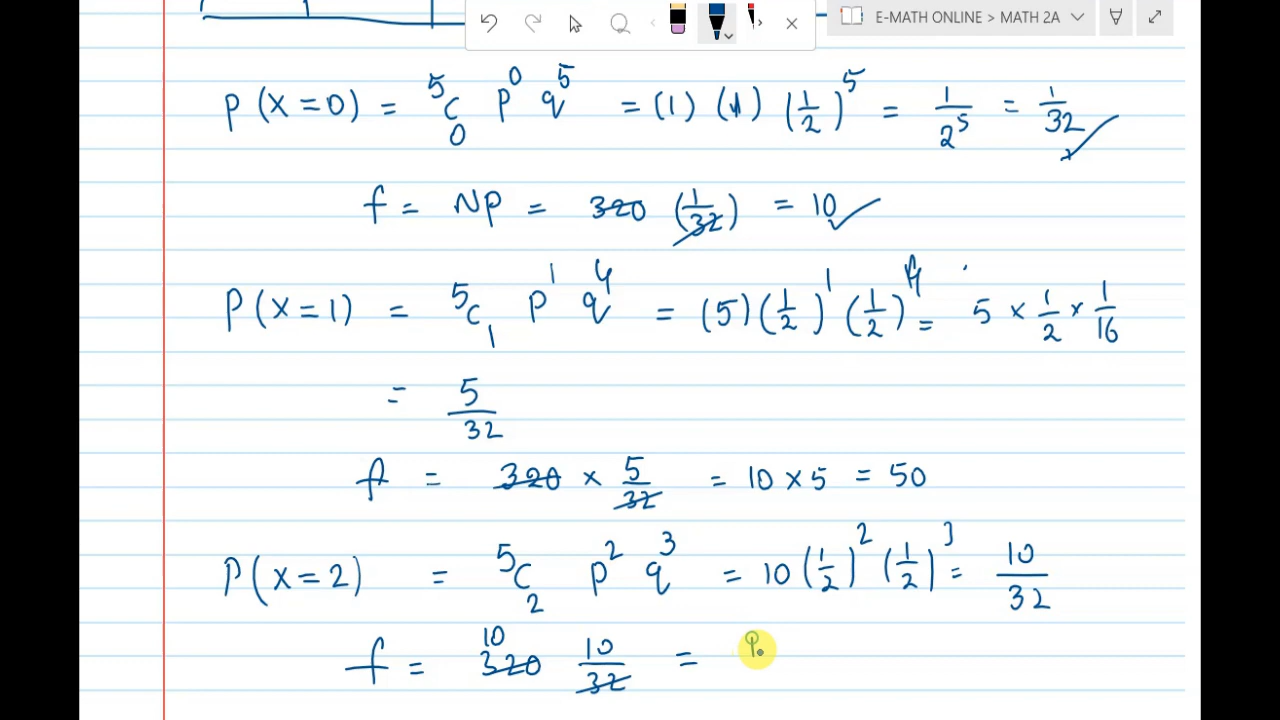 E-MATH ONLINE > MATH 2A
P (X=0) = ⁵C₀ p⁰ q⁵ = (1) (1) (1/2)⁵ = 1/2⁵ = 1/32 ✓
f = NP = 320 (1/32) = 10 ✓
P(X=1) = ⁵C₁ p¹ q⁴ = (5)(1/2)¹(1/2)⁴ = 5 × 1/2 × 1/16
= 5/32
f = 320 × 5/32 = 10 × 5 = 50
P(X=2) = ⁵C₂ p² q³ = 10(1/2)²(1/2)³ = 10/32
f = 320 10 10/32 =